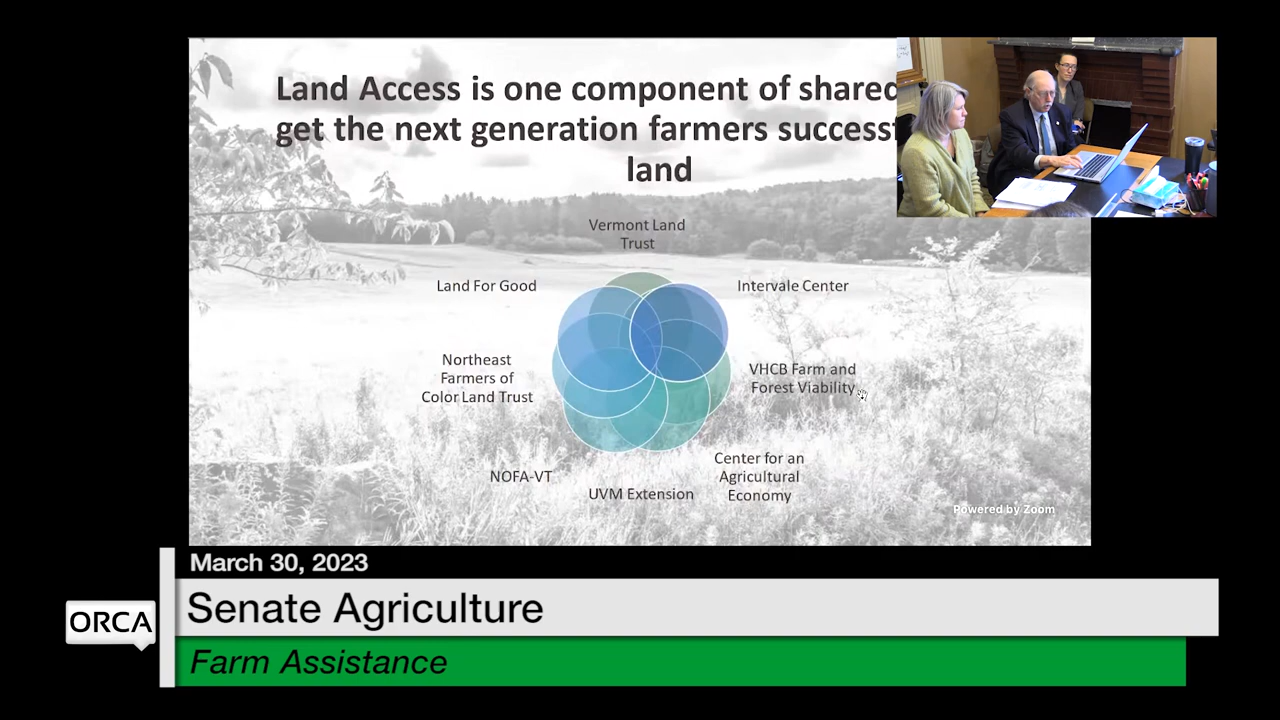 Land Access is one component of shared
get the next generation farmers success
land
Vermont Land
Trust
Land For Good
Intervale Center
Northeast
Farmers of
Color Land Trust
VHCB Farm and
Forest Viability
NOFA-VT
UVM Extension
Center for an
Agricultural
Economy
Powered by Zoom
March 30, 2023
Senate Agriculture
ORCA
Farm Assistance